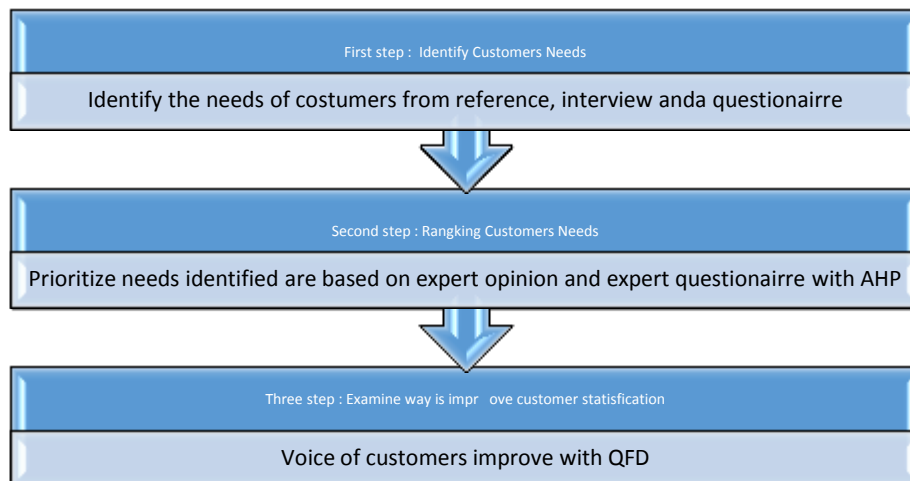 First step : Identify Customers Needs
Identify the needs of costumers from reference, interview anda questionairre
Second step : Rangking Customers Needs
Prioritize needs identified are based on expert opinion and expert questionairre with AHP
Three step : Examine way is impr ove customer statisfication
Voice of customers improve with QFD